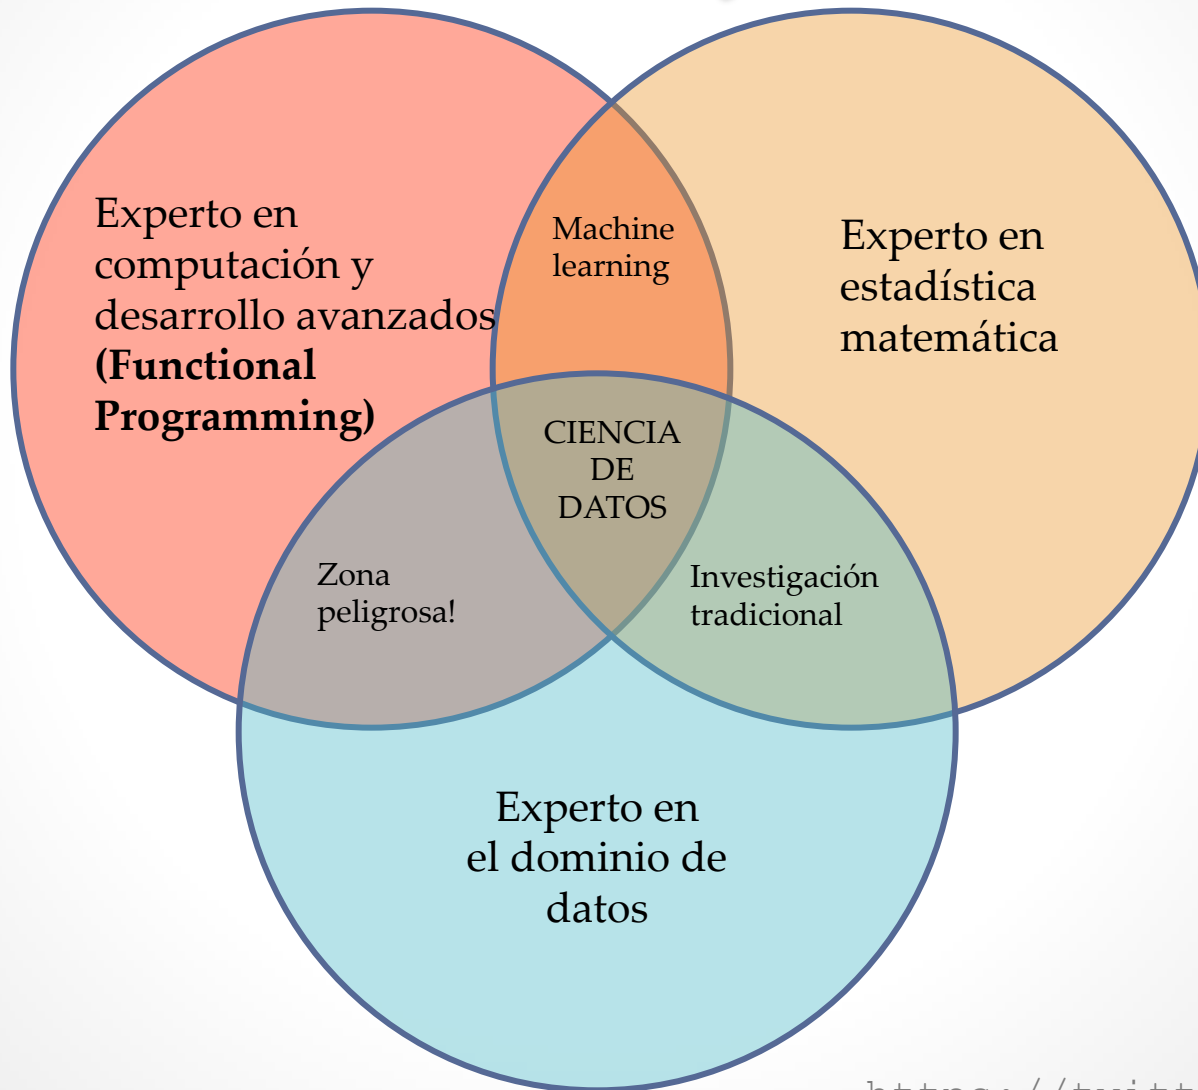 Experto en
computación y
desarrollo avanzados
(Functional
Programming)
Machine
learning
Experto en
estadística
matemática
CIENCIA
DE
DATOS
Zona
peligrosa!
Investigación
tradicional
Experto en
el dominio de
datos